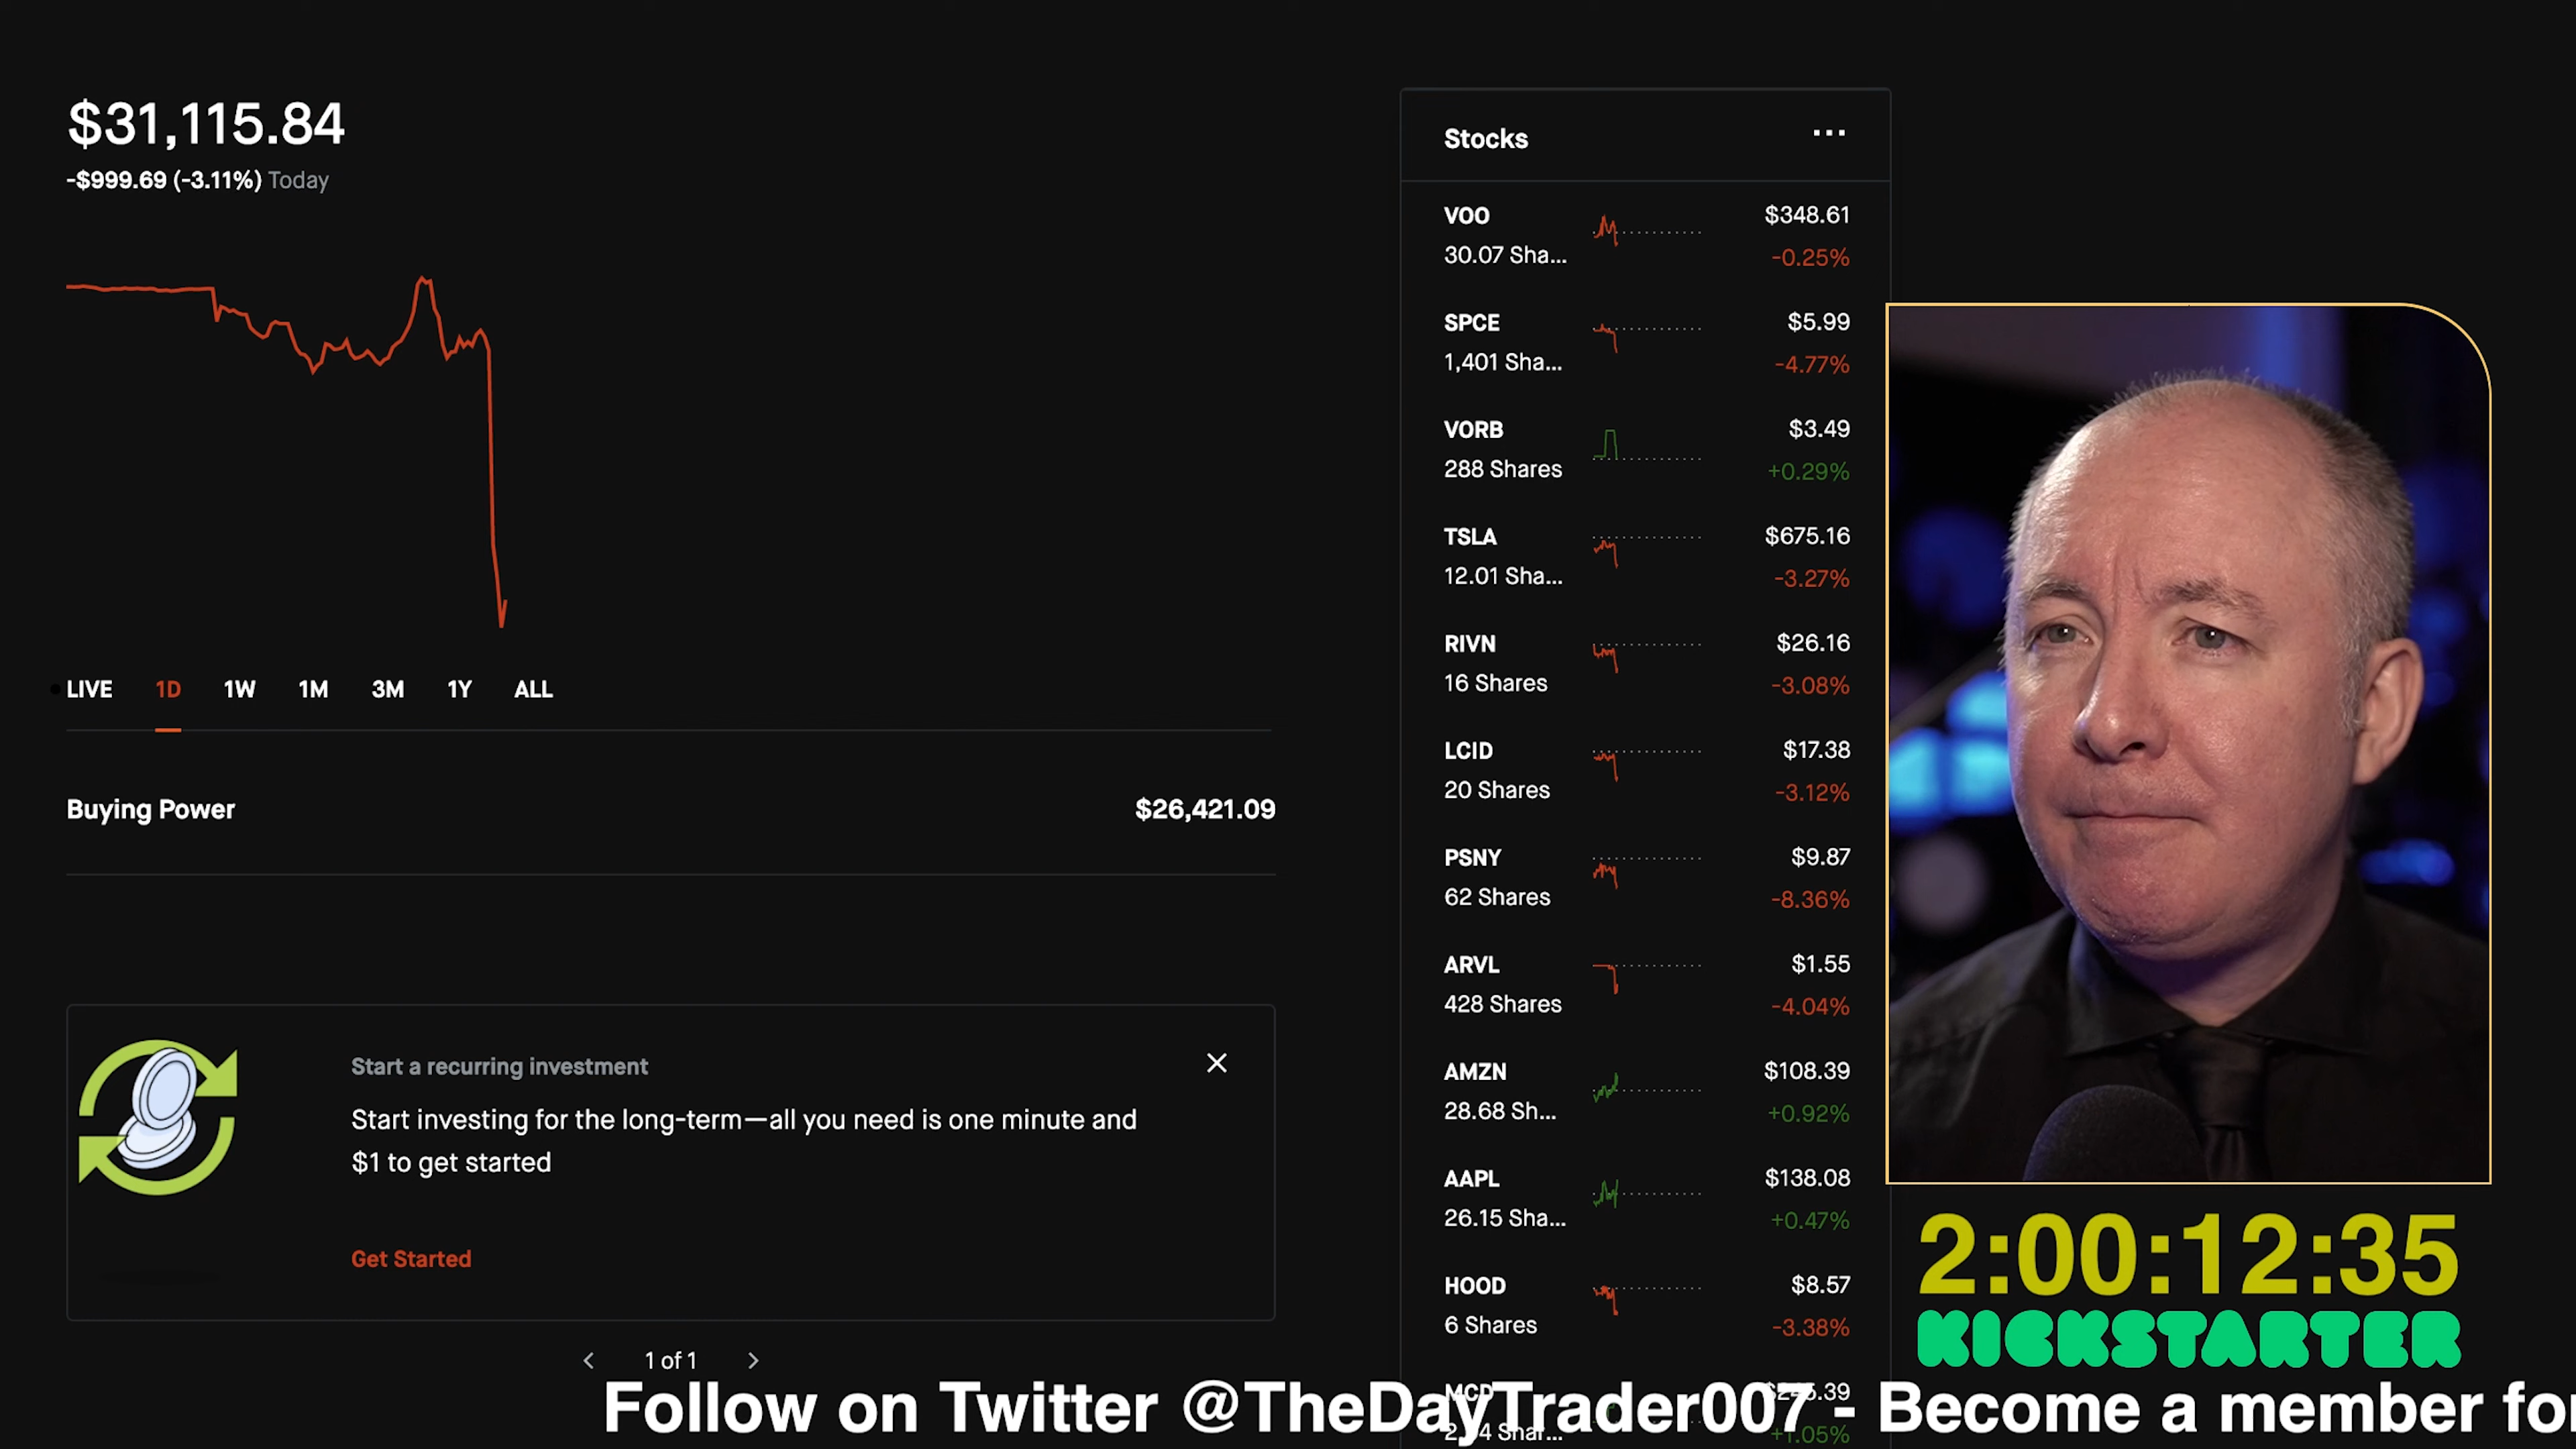 $31,115.84
-$999.69 (-3.11%) Today
LIVE 1D 1W 1M 3M 1Y ALL
Buying Power $26,421.09
Start a recurring investment
Start investing for the long-term—all you need is one minute and
$1 to get started
Get Started
1 of 1
Stocks
VOO $348.61
30.07 Sha... -0.25%
SPCE $5.99
1,401 Sha... -4.77%
VORB $3.49
288 Shares +0.29%
TSLA $675.16
12.01 Sha... -3.27%
RIVN $26.16
16 Shares -3.08%
LCID $17.38
20 Shares -3.12%
PSNY $9.87
62 Shares -8.36%
ARVL $1.55
428 Shares -4.04%
AMZN $108.39
28.68 Sh... +0.92%
AAPL $138.08
26.15 Sha... +0.47%
HOOD $8.57
6 Shares -3.38%
MCD
2:00:12:35
KICKSTARTER
Follow on Twitter @TheDayTrader007 - Become a member for